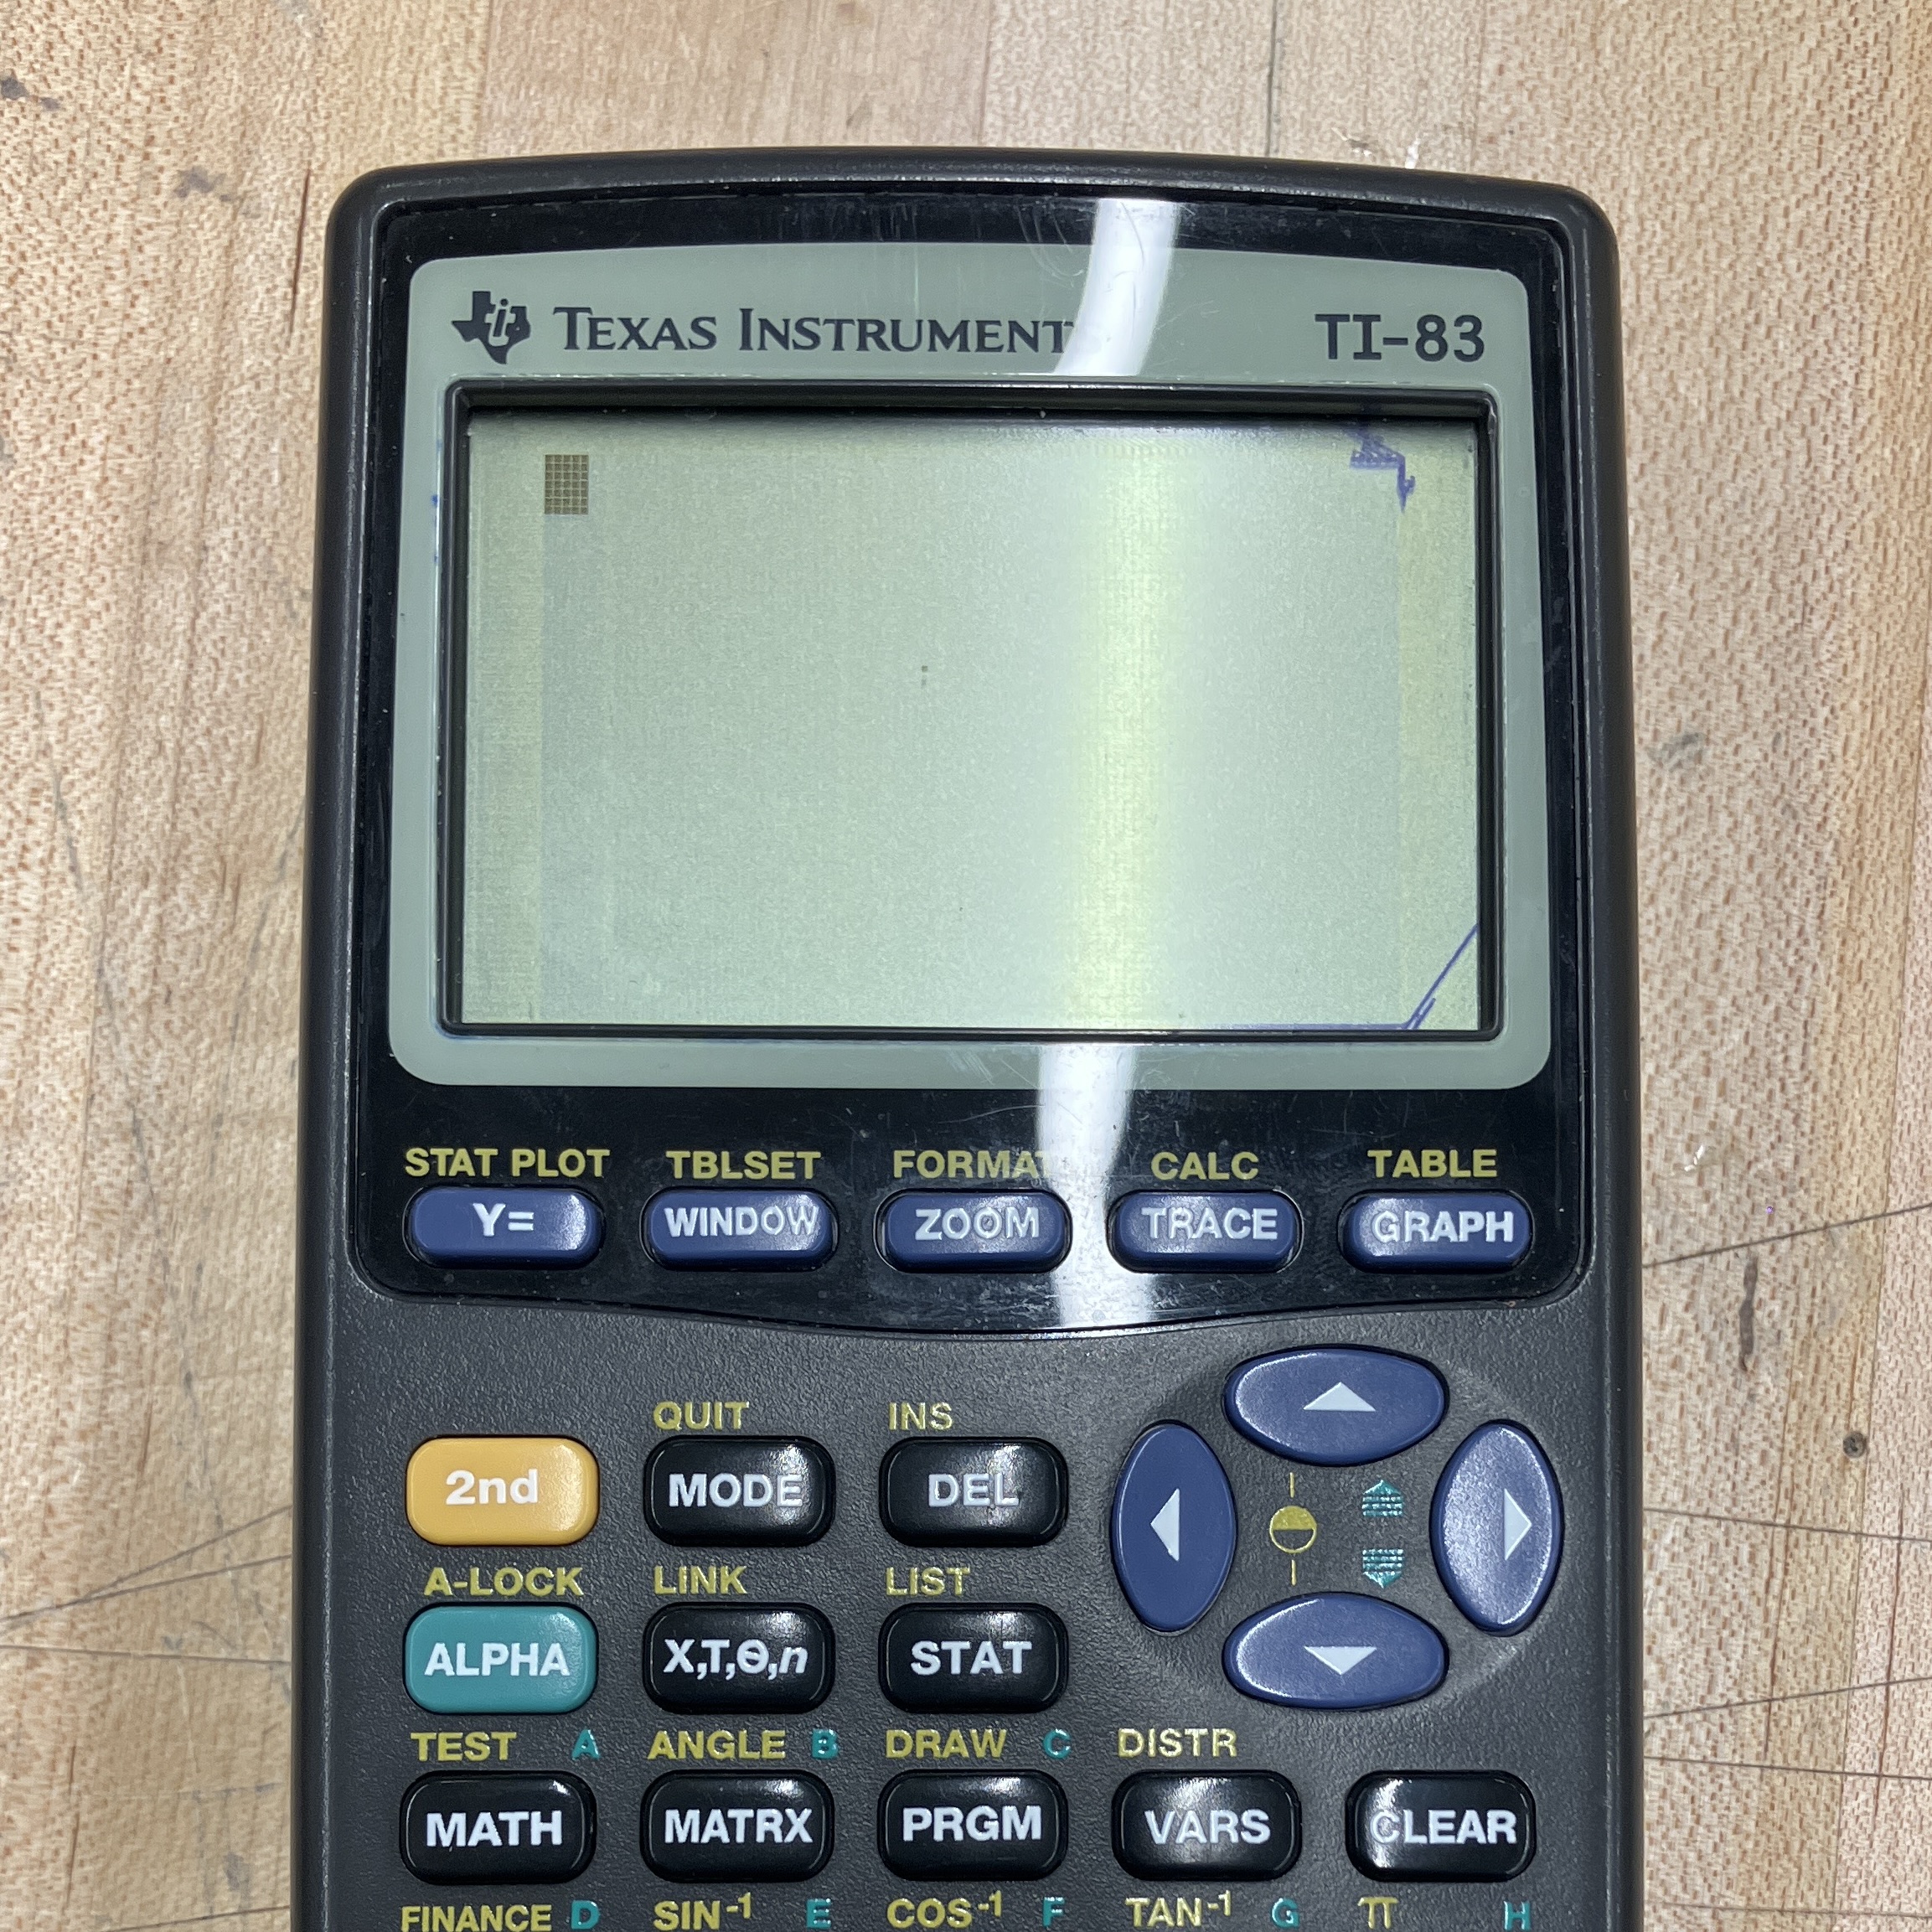 TEXAS INSTRUMENT TI-83
STAT PLOT TBLSET FORMAT CALC TABLE
Y= WINDOW ZOOM TRACE GRAPH
QUIT INS
2nd MODE DEL
A-LOCK LINK LIST
ALPHA X,T,Θ,n STAT
TEST A ANGLE B DRAW C DISTR
MATH MATRX PRGM VARS CLEAR
FINANCE D SIN⁻¹ E COS⁻¹ F TAN⁻¹ G π H